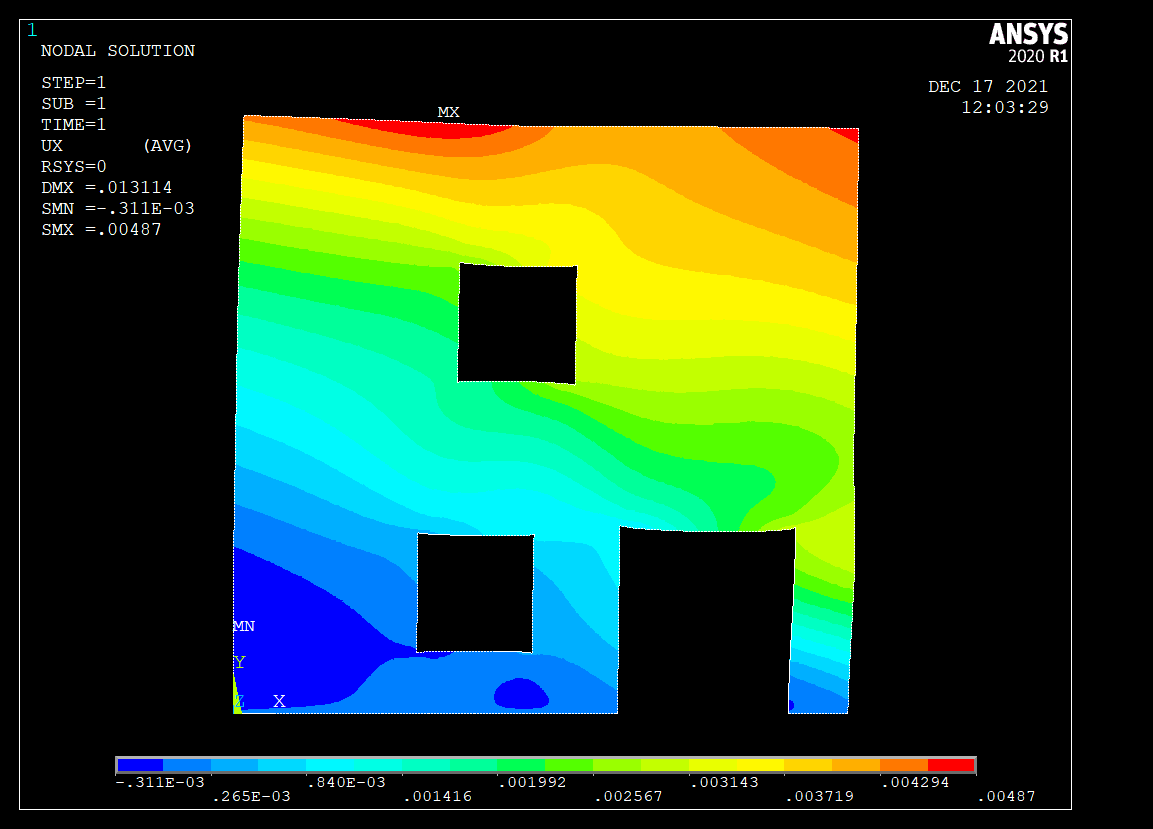 1
NODAL SOLUTION
STEP=1
SUB =1
TIME=1
UX (AVG)
RSYS=0
DMX =.013114
SMN =-.311E-03
SMX =.00487
ANSYS
2020 R1
DEC 17 2021
12:03:29
MX
MN
Y
Z X
-.311E-03 .840E-03 .001992 .003143 .004294
.265E-03 .001416 .002567 .003719 .00487